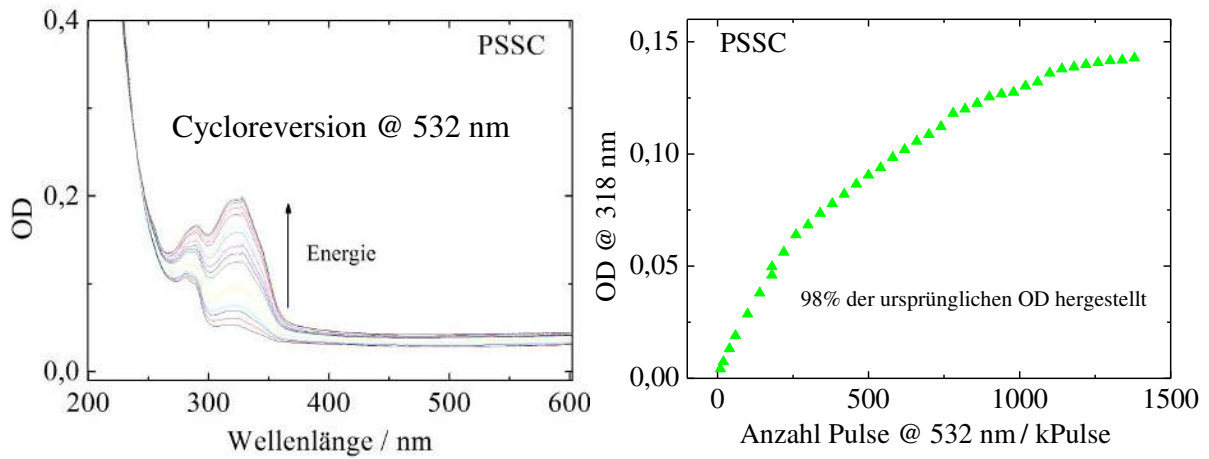 0,4
PSSC
Cycloreversion @ 532 nm
0,2
OD
Energie
0,0
200 300 400 500 600
Wellenlänge / nm
0,15
PSSC
0,10
OD @ 318 nm
0,05
98% der ursprünglichen OD hergestellt
0,00
0 500 1000 1500
Anzahl Pulse @ 532 nm / kPulse